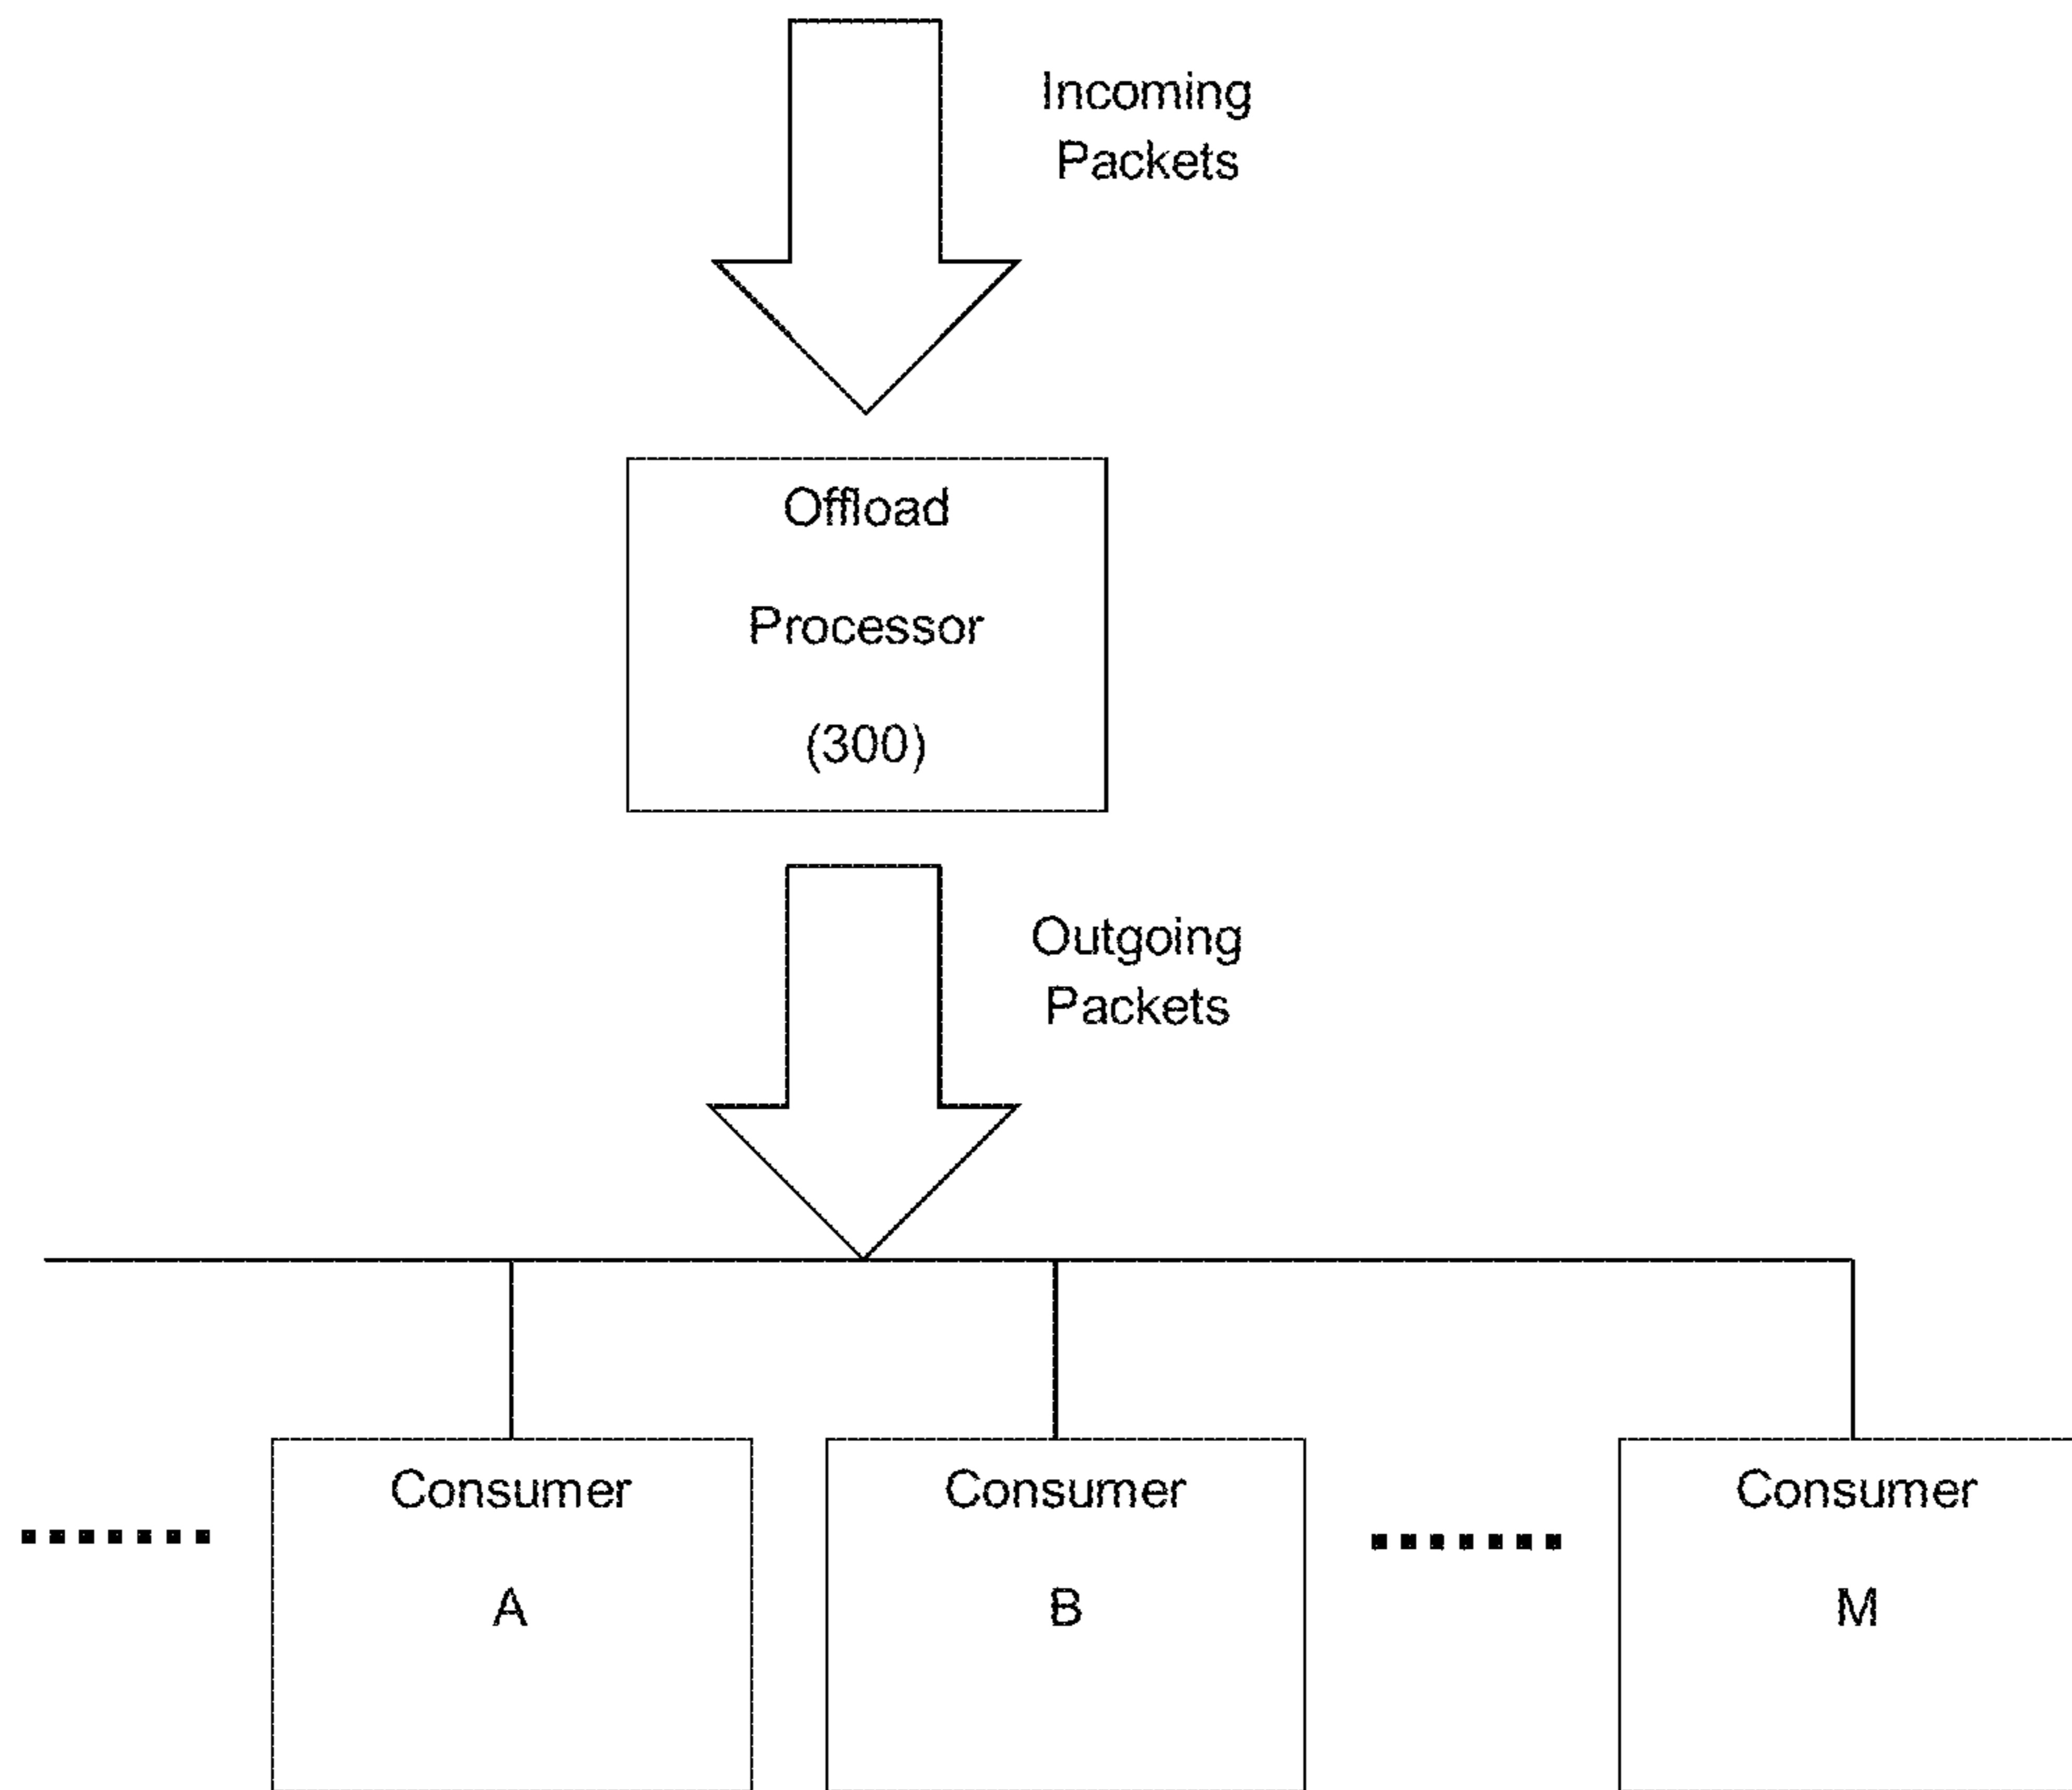 Incoming
Packets
Offload
Processor
(300)
Outgoing
Packets
Consumer
A
Consumer
B
Consumer
M